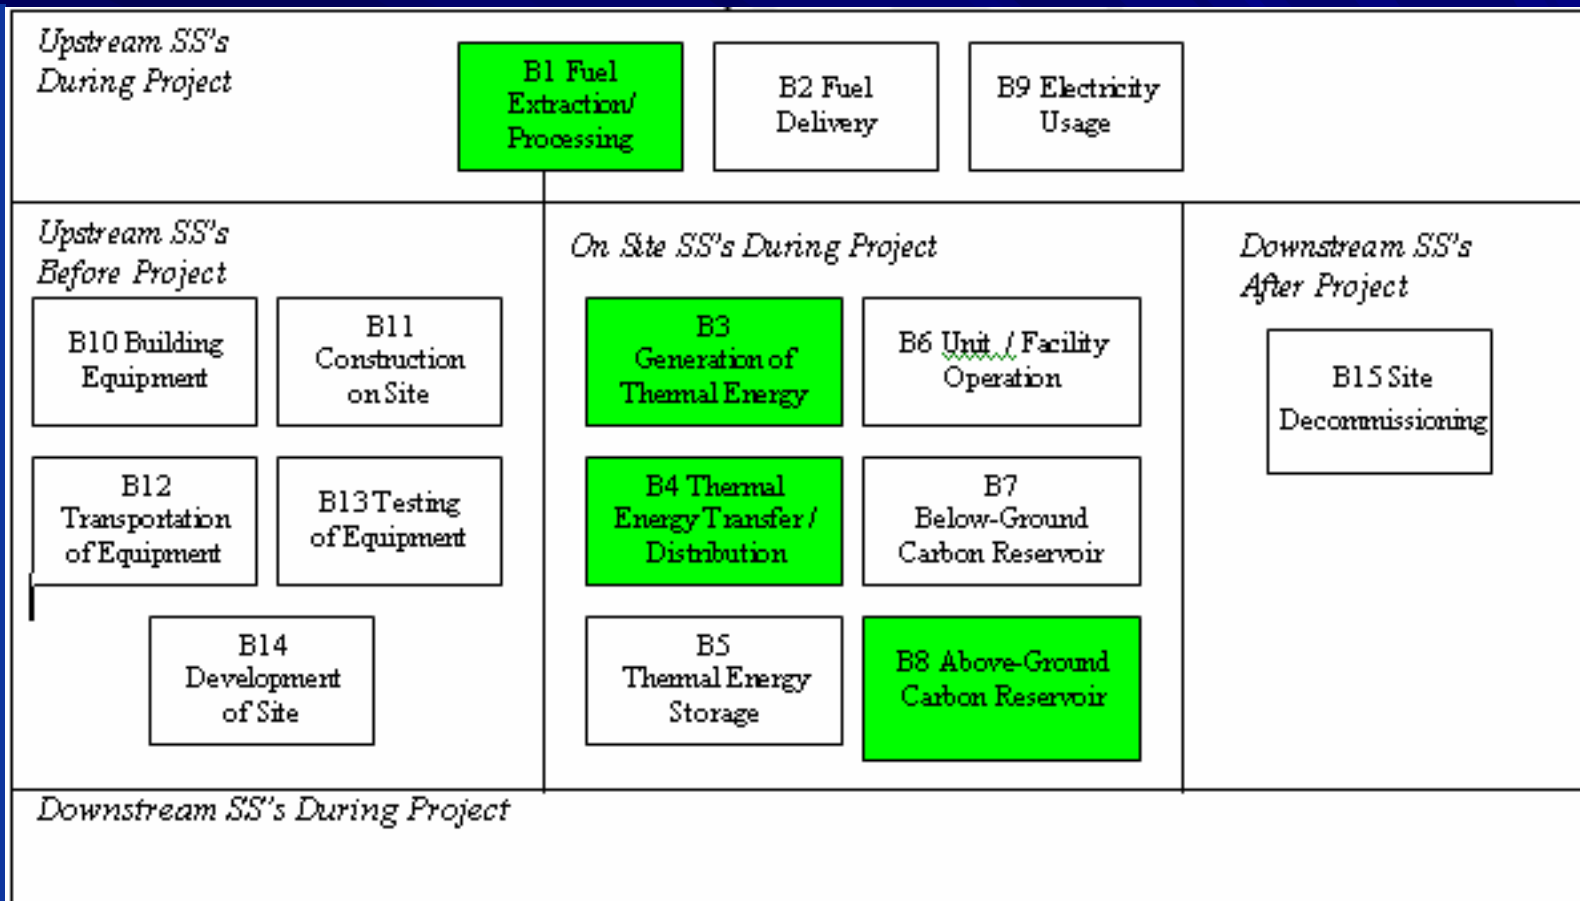 Upstream SS's
During Project
B1 Fuel
Extraction/
Processing
B2 Fuel
Delivery
B9 Electricity
Usage
Upstream SS's
Before Project
B10 Building
Equipment
B11
Construction
on Site
B12
Transportation
of Equipment
B13 Testing
of Equipment
B14
Development
of Site
On Site SS's During Project
B3
Generation of
Thermal Energy
B6 Unit / Facility
Operation
B4 Thermal
Energy Transfer /
Distribution
B7
Below-Ground
Carbon Reservoir
B5
Thermal Energy
Storage
B8 Above-Ground
Carbon Reservoir
Downstream SS's
After Project
B15 Site
Decommissioning
Downstream SS's During Project